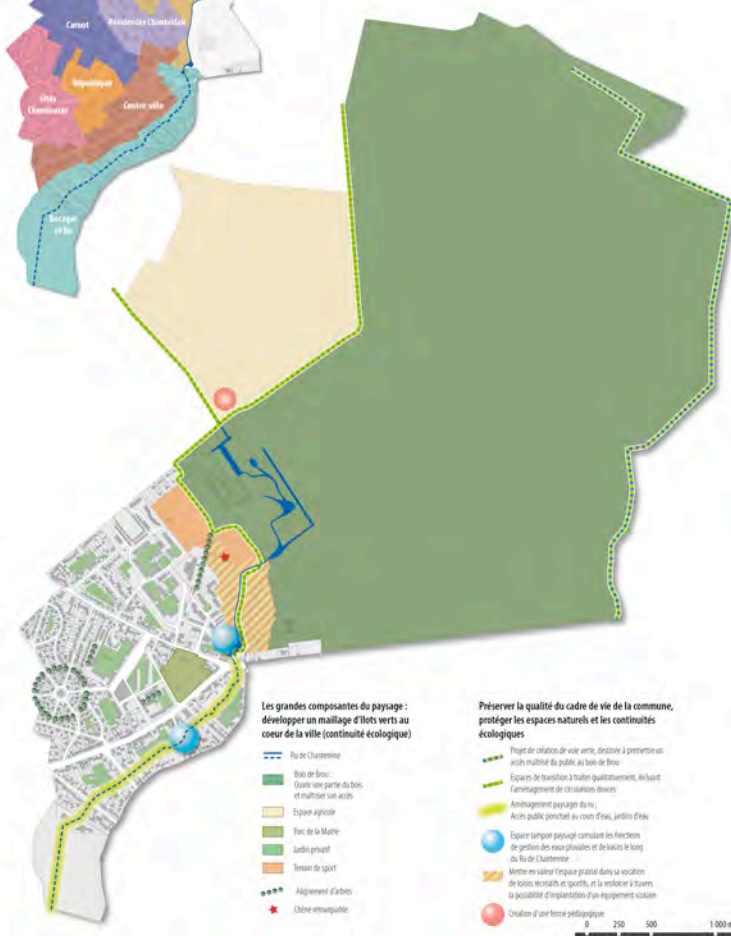 Carnot
Résidentes Chanteclair
République
Cités
Cheminotes
Centre ville
Bocages
et Ru
Les grandes composantes du paysage :
développer un maillage d'îlots verts au
coeur de la ville (continuité écologique)
Ru de Chantereine
Bois de Brou :
Ouvrir une partie du bois
et maîtriser son accès
Espace agricole
Parc de la Mairie
Jardin privatif
Terrain de sport
Alignement d'arbres
Chêne remarquable
Préserver la qualité du cadre de vie de la commune,
protéger les espaces naturels et les continuités
écologiques
Projet de création de voie verte, destinée à permettre un
accès maîtrisé du public au bois de Brou
Espaces de transition à traiter qualitativement, incluant
l'aménagement de circulations douces
Aménagement paysager du ru ;
Accès public ponctuel au cours d'eau, jardins d'eau
Espace tampon paysagé cumulant les fonctions
de gestion des eaux pluviales et de loisirs le long
du Ru de Chantereine
Mettre en valeur l'espace prairial dans sa vocation
de loisirs récréatifs et sportifs, et la renforcer à travers
la possibilité d'implantation d'un équipement scolaire
Création d'une ferme pédagogique
0 250 500 1 000